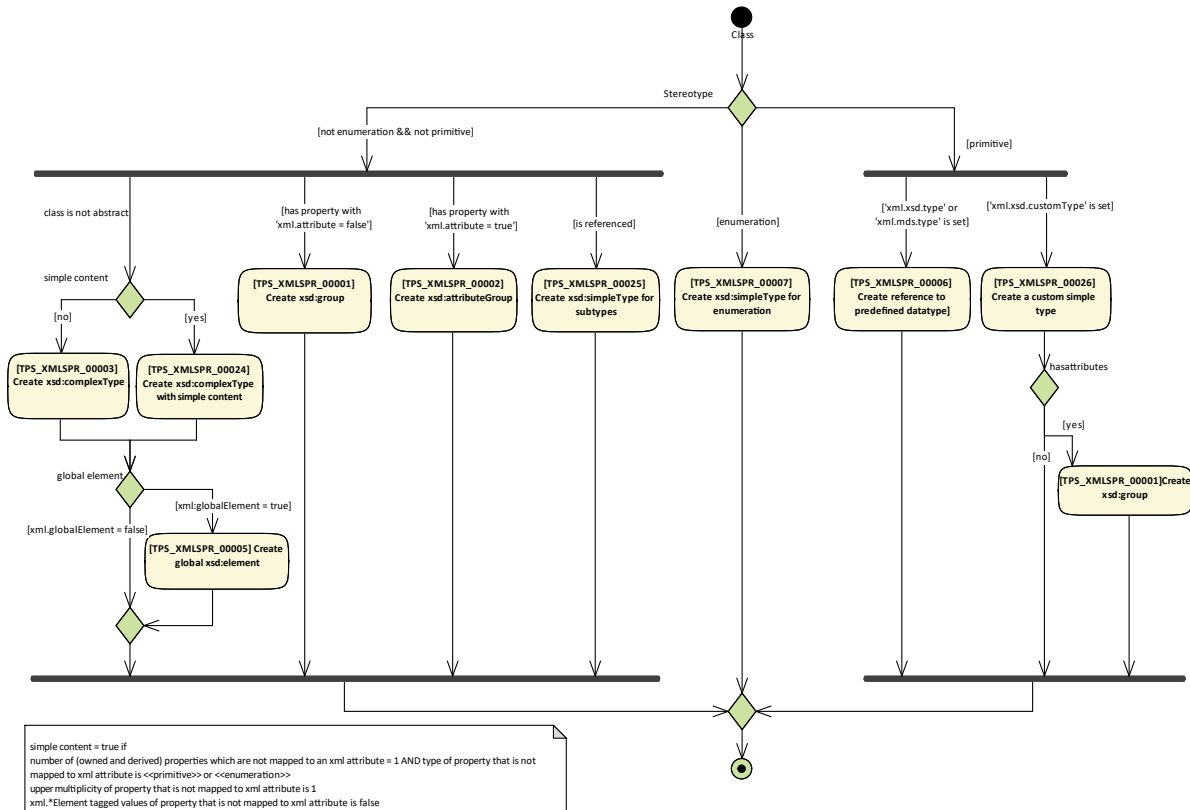 Class
Stereotype
[not enumeration && not primitive]
[primitive]
class is not abstract
[has property with
'xml.attribute = false']
[has property with
'xml.attribute = true']
[is referenced]
[enumeration]
['xml.xsd.type' or
'xml.mds.type' is set]
['xml.xsd.customType' is set]
simple content
[no]
[yes]
[TPS_XMLSPR_00001]
Create xsd:group
[TPS_XMLSPR_00002]
Create xsd:attributeGroup
[TPS_XMLSPR_00025]
Create xsd:simpleType for
subtypes
[TPS_XMLSPR_00007]
Create xsd:simpleType for
enumeration
[TPS_XMLSPR_00006]
Create reference to
predefined datatype]
[TPS_XMLSPR_00026]
Create a custom simple
type
[TPS_XMLSPR_00003]
Create xsd:complexType
[TPS_XMLSPR_00024]
Create xsd:complexType
with simple content
hasattributes
[yes]
[no]
global element
[xml:globalElement = true]
[xml.globalElement = false]
[TPS_XMLSPR_00001]Create
xsd:group
[TPS_XMLSPR_00005] Create
global xsd:element
simple content = true if
number of (owned and derived) properties which are not mapped to an xml attribute = 1 AND type of property that is not
mapped to xml attribute is <<primitive>> or <<enumeration>>
upper multiplicity of property that is not mapped to xml attribute is 1
xml.*Element tagged values of property that is not mapped to xml attribute is false